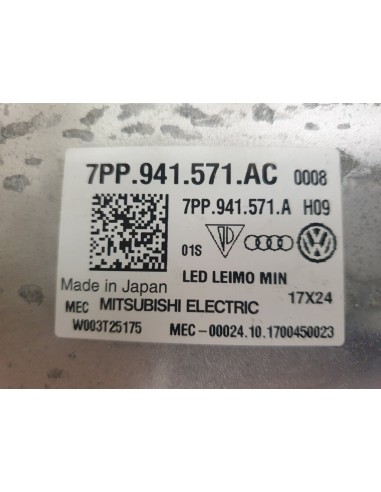 7PP.941.571.AC 0008
7PP.941.571.A H09
01S
LED LEIMO MIN
Made in Japan 17X24
MEC MITSUBISHI ELECTRIC
W003T25175 MEC-00024.10.1700450023